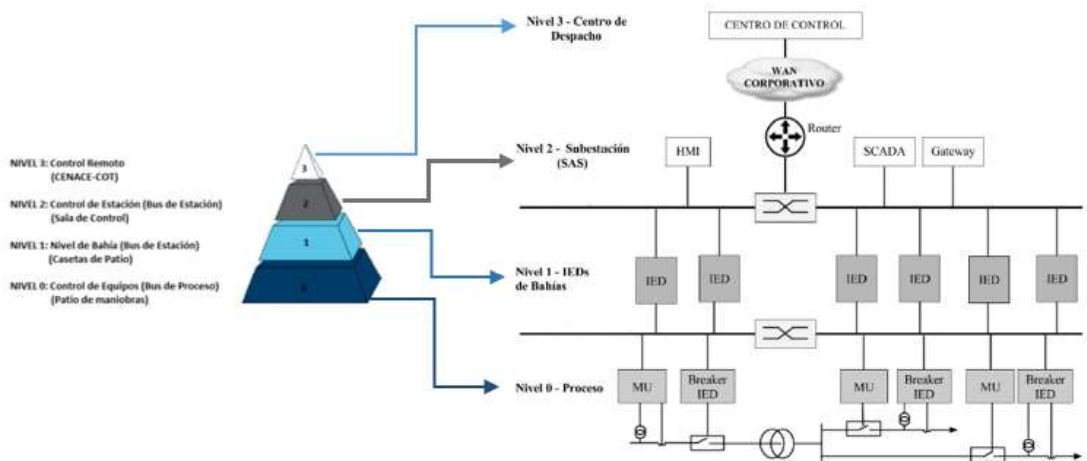 NIVEL 3: Control Remoto
(CENACE-COT)
NIVEL 2: Control de Estación (Bus de Estación)
(Sala de Control)
NIVEL 1: Nivel de Bahía (Bus de Estación)
(Casetas de Patio)
NIVEL 0: Control de Equipos (Bus de Proceso)
(Patio de maniobras)
3
2
1
Nivel 3 - Centro de
Despacho
Nivel 2 - Subestación
(SAS)
Nivel 1 - IEDs
de Bahías
Nivel 0 - Proceso
CENTRO DE CONTROL
WAN
CORPORATIVO
Router
HMI
SCADA
Gateway
IED
IED
IED
IED
IED
IED
MU
Breaker
IED
MU
Breaker
IED
MU
Breaker
IED